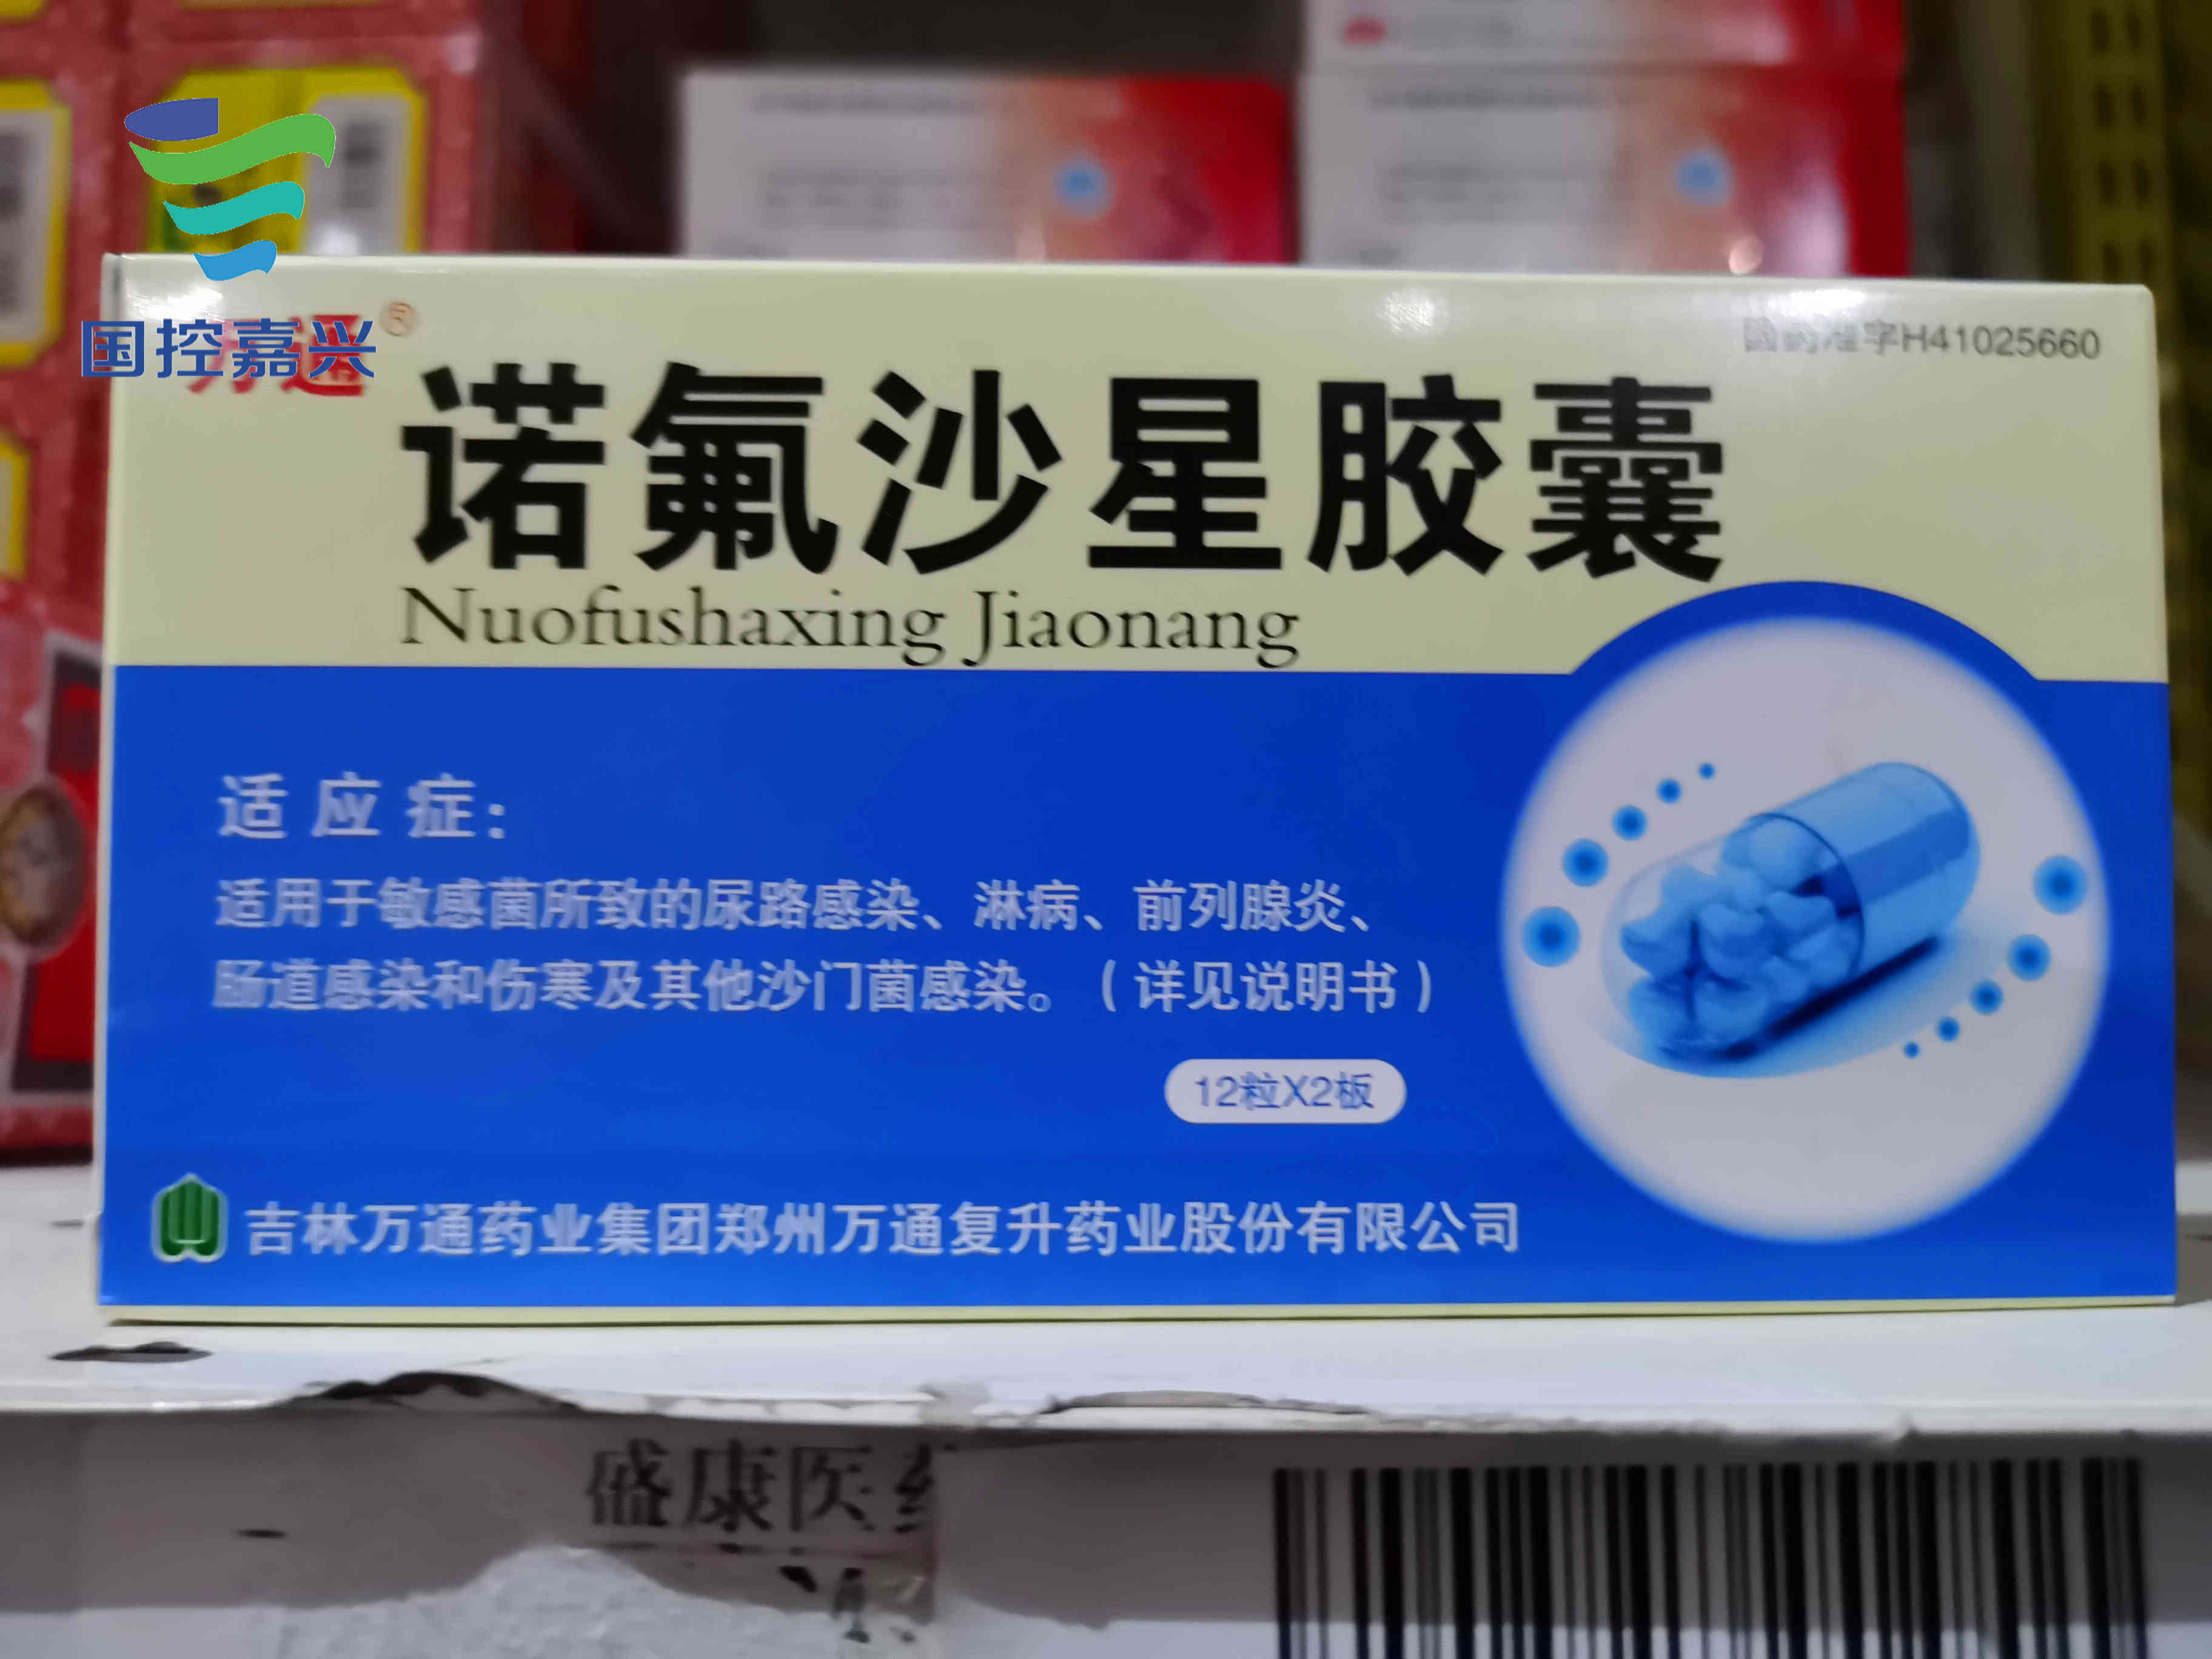 国控嘉兴
万通®
国药准字H41025660
诺氟沙星胶囊
Nuofushaxing Jiaonang
适应症：
适用于敏感菌所致的尿路感染、淋病、前列腺炎、
肠道感染和伤寒及其他沙门菌感染。（详见说明书）
12粒X2板
吉林万通药业集团郑州万通复升药业股份有限公司
盛康医药